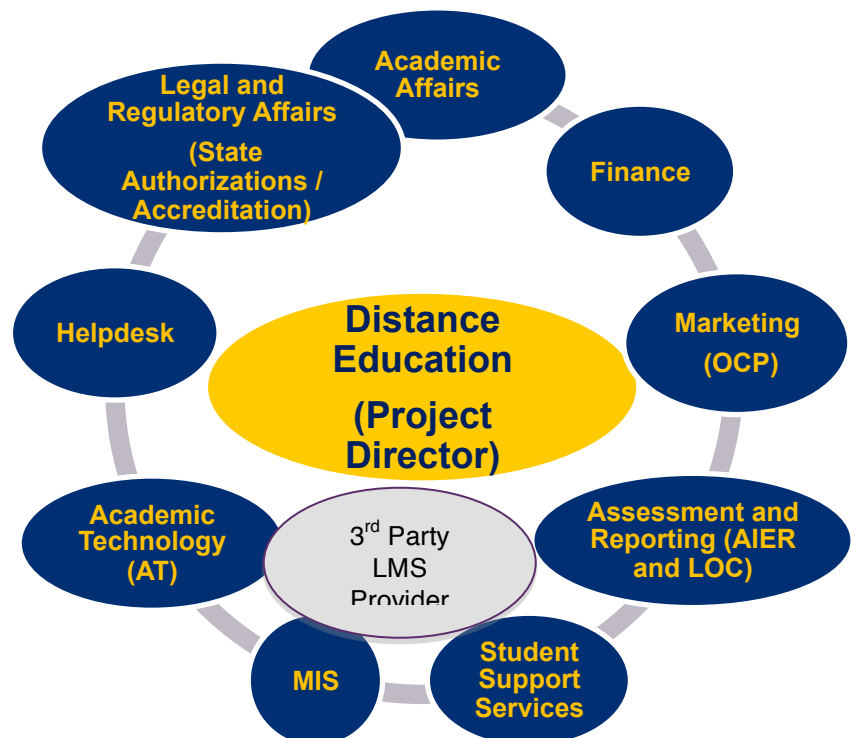 Academic
Affairs
Legal and
Regulatory Affairs
(State
Authorizations /
Accreditation)
Finance
Helpdesk
Distance
Education
(Project
Director)
Marketing
(OCP)
Academic
Technology
(AT)
3rd Party
LMS
Provider
Assessment and
Reporting (AIER
and LOC)
MIS
Student
Support
Services